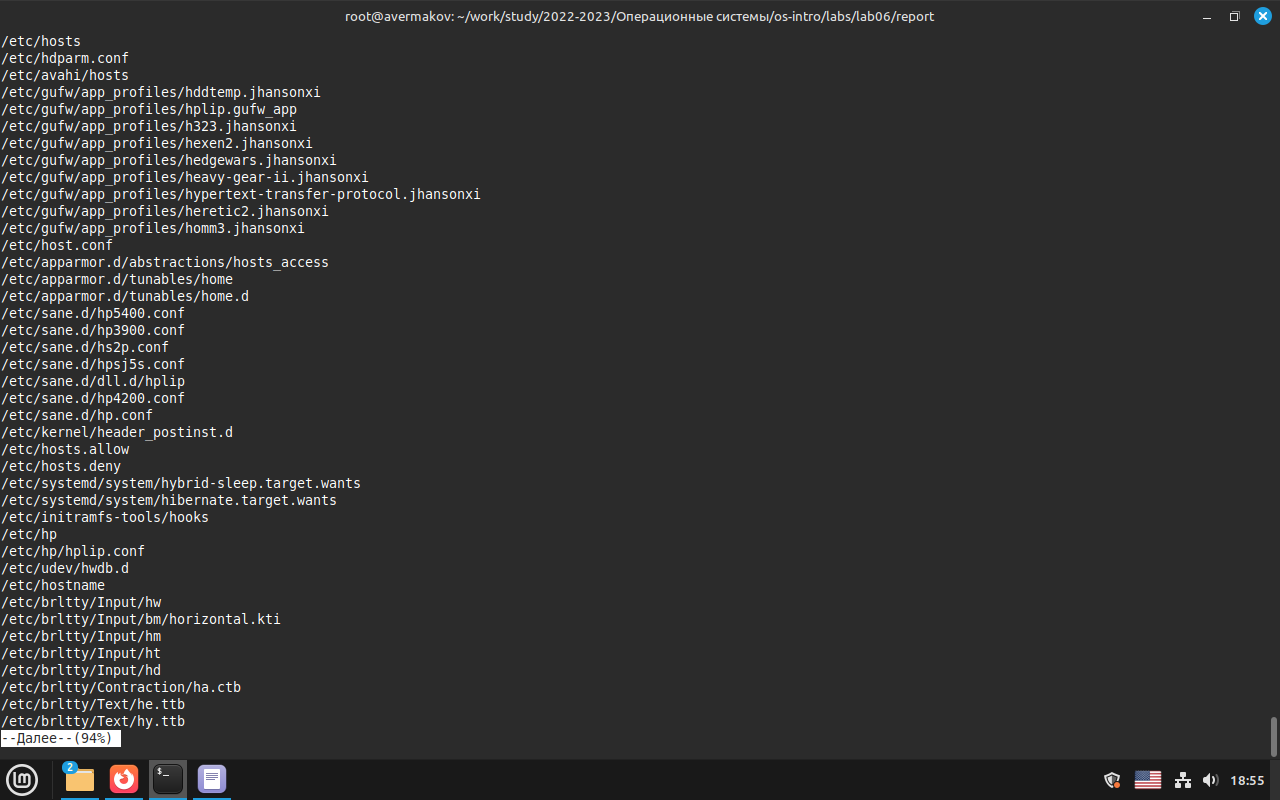 root@avermakov: ~/work/study/2022-2023/Операционные системы/os-intro/labs/lab06/report
/etc/hosts
/etc/hdparm.conf
/etc/avahi/hosts
/etc/gufw/app_profiles/hddtemp.jhansonxi
/etc/gufw/app_profiles/hplip.gufw_app
/etc/gufw/app_profiles/h323.jhansonxi
/etc/gufw/app_profiles/hexen2.jhansonxi
/etc/gufw/app_profiles/hedgewars.jhansonxi
/etc/gufw/app_profiles/heavy-gear-ii.jhansonxi
/etc/gufw/app_profiles/hypertext-transfer-protocol.jhansonxi
/etc/gufw/app_profiles/heretic2.jhansonxi
/etc/gufw/app_profiles/homm3.jhansonxi
/etc/host.conf
/etc/apparmor.d/abstractions/hosts_access
/etc/apparmor.d/tunables/home
/etc/apparmor.d/tunables/home.d
/etc/sane.d/hp5400.conf
/etc/sane.d/hp3900.conf
/etc/sane.d/hs2p.conf
/etc/sane.d/hpsj5s.conf
/etc/sane.d/dll.d/hplip
/etc/sane.d/hp4200.conf
/etc/sane.d/hp.conf
/etc/kernel/header_postinst.d
/etc/hosts.allow
/etc/hosts.deny
/etc/systemd/system/hybrid-sleep.target.wants
/etc/systemd/system/hibernate.target.wants
/etc/initramfs-tools/hooks
/etc/hp
/etc/hp/hplip.conf
/etc/udev/hwdb.d
/etc/hostname
/etc/brltty/Input/hw
/etc/brltty/Input/bm/horizontal.kti
/etc/brltty/Input/hm
/etc/brltty/Input/ht
/etc/brltty/Input/hd
/etc/brltty/Contraction/ha.ctb
/etc/brltty/Text/he.ttb
/etc/brltty/Text/hy.ttb
--Далее--(94%)
2
$_
18:55